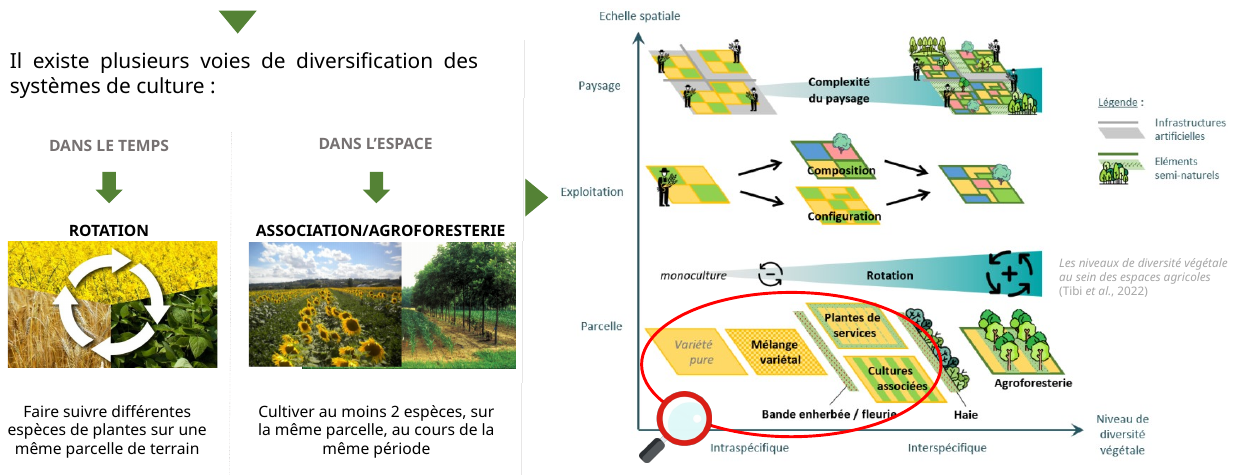 Il existe plusieurs voies de diversification des
systèmes de culture :
DANS LE TEMPS
ROTATION
Faire suivre différentes
espèces de plantes sur une
même parcelle de terrain
DANS L’ESPACE
ASSOCIATION/AGROFORESTERIE
Cultiver au moins 2 espèces, sur
la même parcelle, au cours de la
même période
Echelle spatiale
Paysage
Complexité
du paysage
Exploitation
Composition
Configuration
monoculture
Rotation
Parcelle
Variété
pure
Mélange
variétal
Plantes de
services
Cultures
associées
Agroforesterie
Bande enherbée / fleurie
Haie
Intraspécifique
Interspécifique
Niveau de
diversité
végétale
Légende :
Infrastructures
artificielles
Eléments
semi-naturels
Les niveaux de diversité végétale
au sein des espaces agricoles
(Tibi et al., 2022)